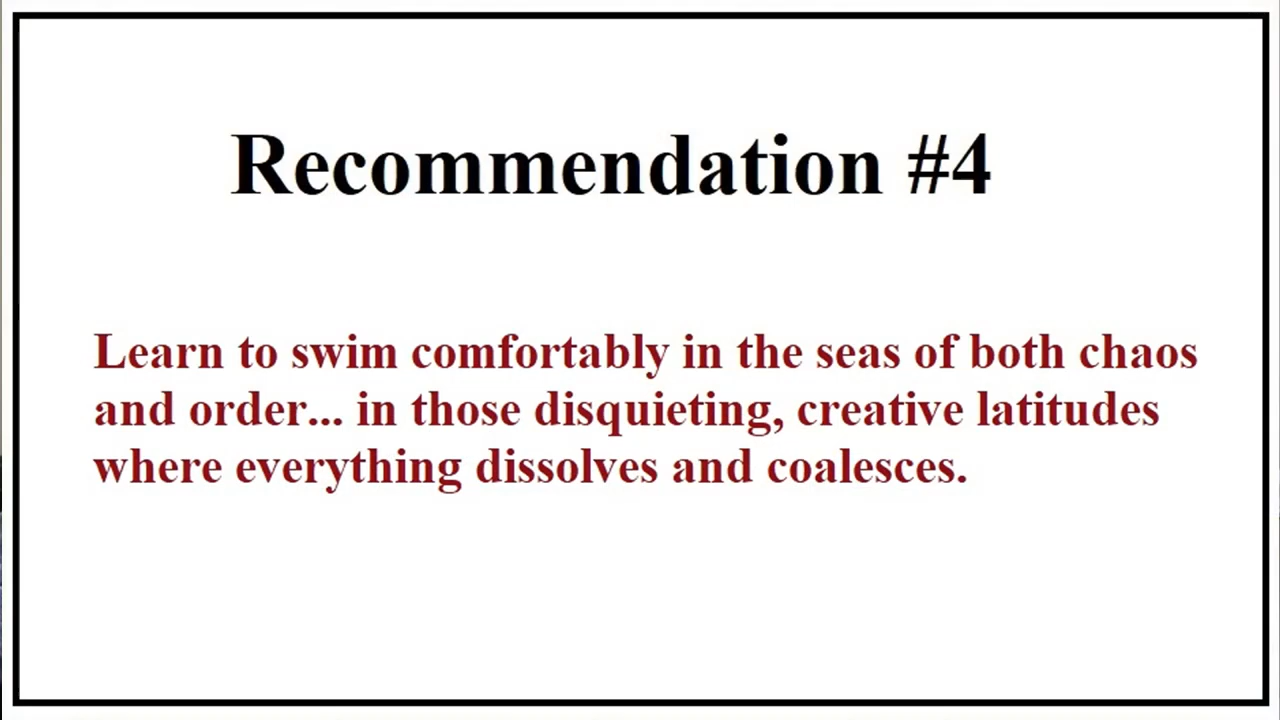 Recommendation #4
Learn to swim comfortably in the seas of both chaos
and order... in those disquieting, creative latitudes
where everything dissolves and coalesces.